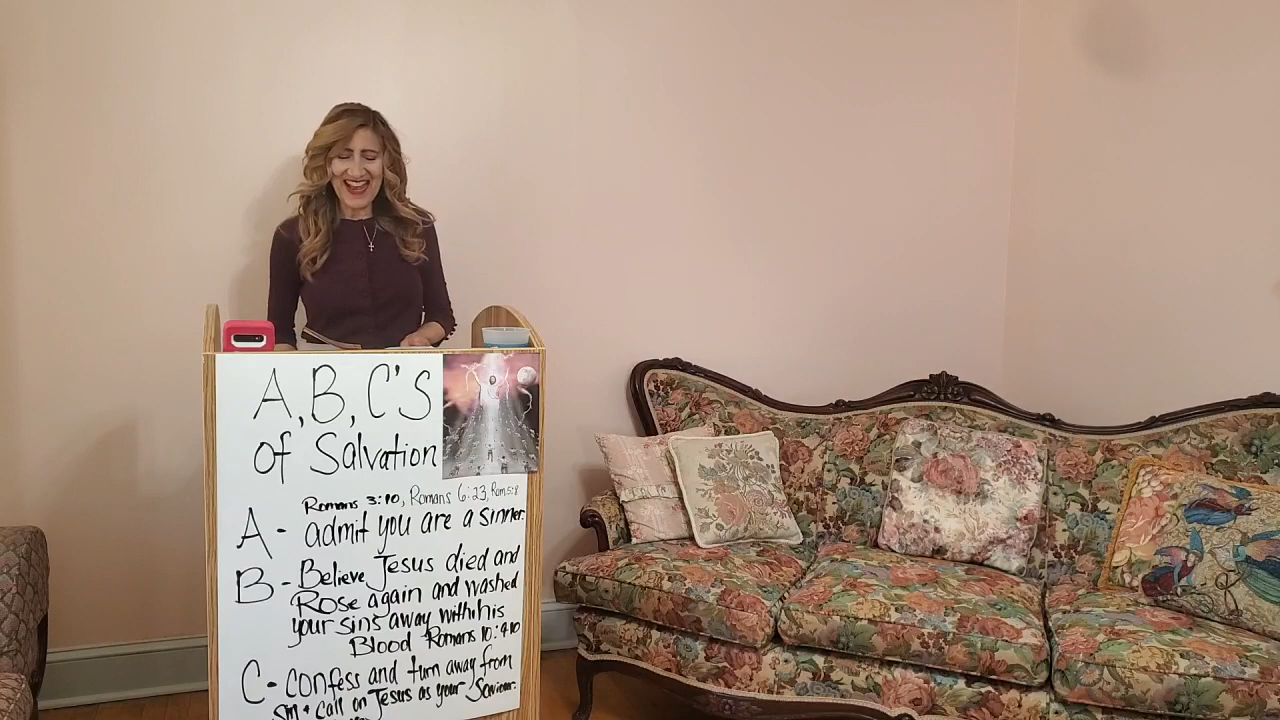 A, B, C'S
of Salvation
Romans 3:10, Romans 6:23, Rom 5:8
A - admit you are a sinner.
B - Believe Jesus died and
Rose again and washed
your sins away with his
Blood Romans 10:9-10
C - confess and turn away from
Sin + call on Jesus as your Saviour.